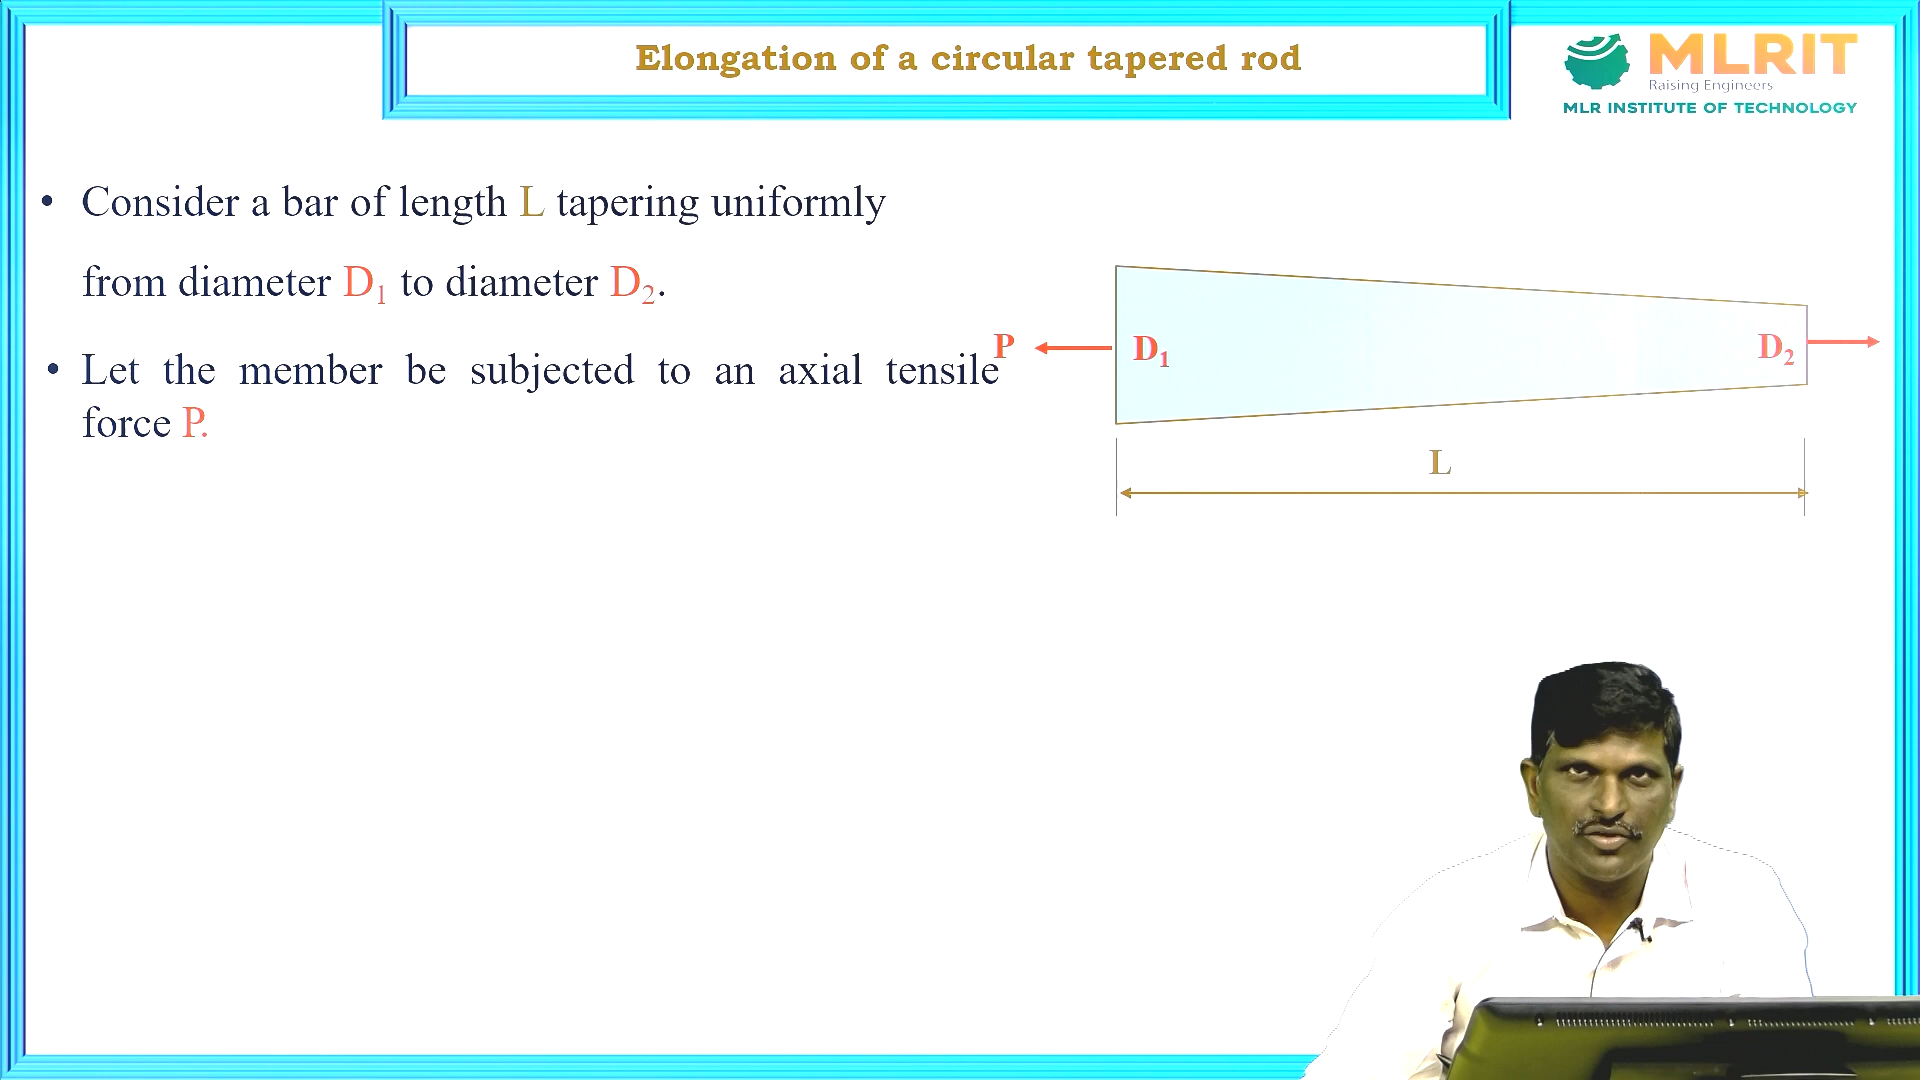 Elongation of a circular tapered rod
MLRIT
Raising Engineers
MLR INSTITUTE OF TECHNOLOGY
• Consider a bar of length L tapering uniformly
from diameter D₁ to diameter D₂.
• Let the member be subjected to an axial tensile
force P.
P
D₁
D₂
L